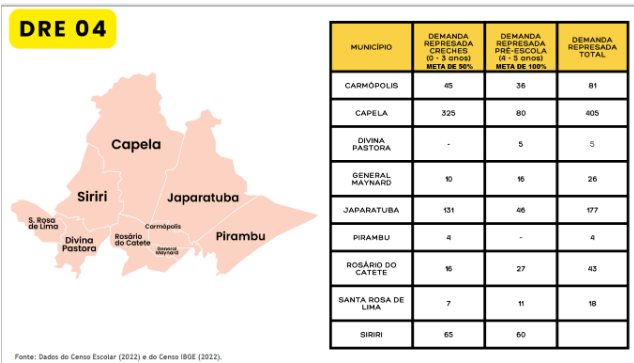 DRE 04
Capela
Siriri
Japaratuba
S. Rosa
de Lima
Carmópolis
Rosário
do Catete
Pirambu
Divina
Pastora
General
Maynard
MUNICÍPIO
DEMANDA
REPRESADA
CRECHES
(0 - 3 anos)
META DE 50%
DEMANDA
REPRESADA
PRÉ-ESCOLA
(4 - 5 anos)
META DE 100%
DEMANDA
REPRESADA
TOTAL
CARMÓPOLIS 45 36 81
CAPELA 325 80 405
DIVINA
PASTORA - 5 5
GENERAL
MAYNARD 10 16 26
JAPARATUBA 131 46 177
PIRAMBU 4 - 4
ROSÁRIO DO
CATETE 16 27 43
SANTA ROSA DE
LIMA 7 11 18
SIRIRI 65 60
Fonte: Dados do Censo Escolar (2022) e do Censo IBGE (2022).